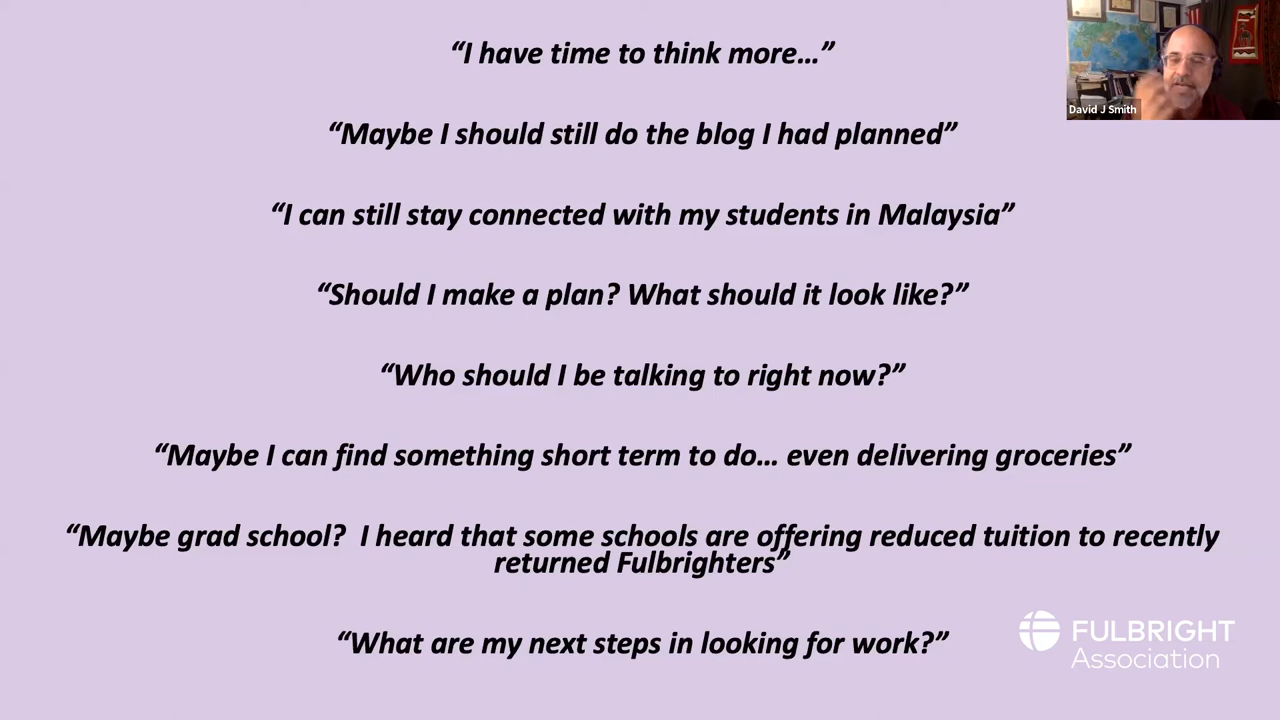 “I have time to think more…”
David J Smith
“Maybe I should still do the blog I had planned”
“I can still stay connected with my students in Malaysia”
“Should I make a plan? What should it look like?”
“Who should I be talking to right now?”
“Maybe I can find something short term to do… even delivering groceries”
“Maybe grad school?  I heard that some schools are offering reduced tuition to recently
returned Fulbrighters”
“What are my next steps in looking for work?”
FULBRIGHT
Association